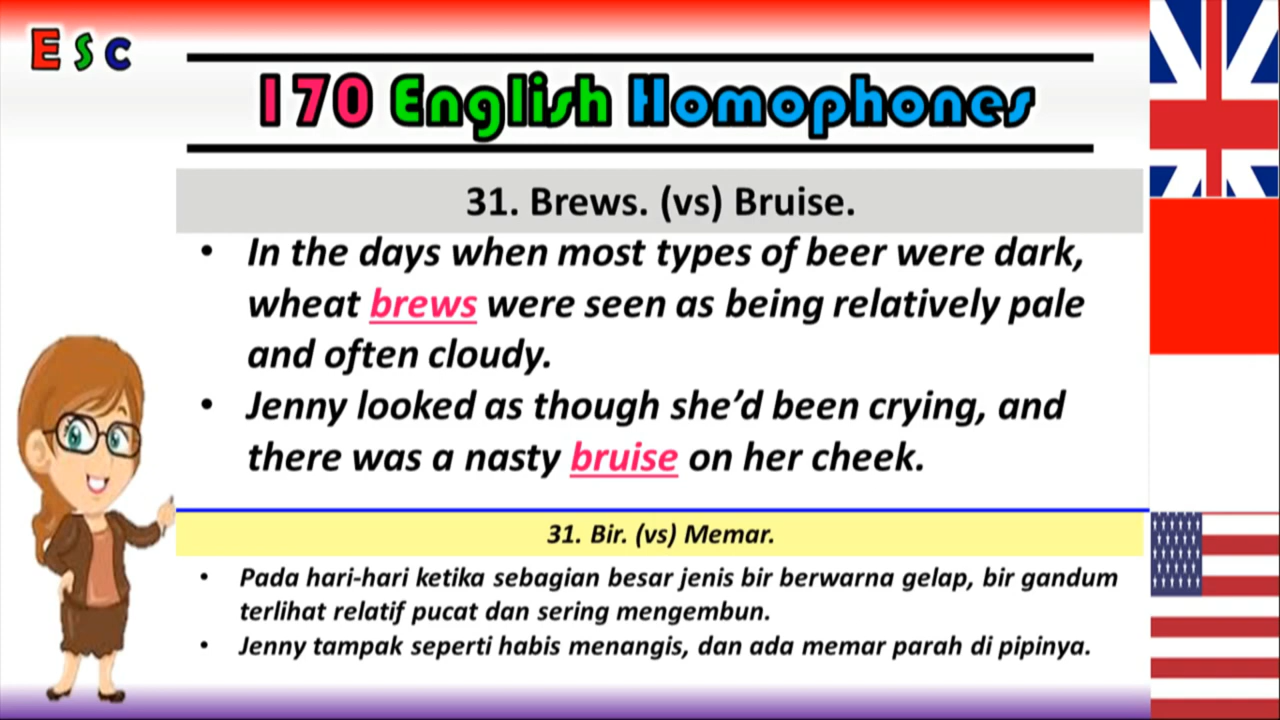 E S C
170 English Homophones
31. Brews. (vs) Bruise.
• In the days when most types of beer were dark,
wheat brews were seen as being relatively pale
and often cloudy.
• Jenny looked as though she’d been crying, and
there was a nasty bruise on her cheek.
31. Bir. (vs) Memar.
• Pada hari-hari ketika sebagian besar jenis bir berwarna gelap, bir gandum
terlihat relatif pucat dan sering mengembun.
• Jenny tampak seperti habis menangis, dan ada memar parah di pipinya.